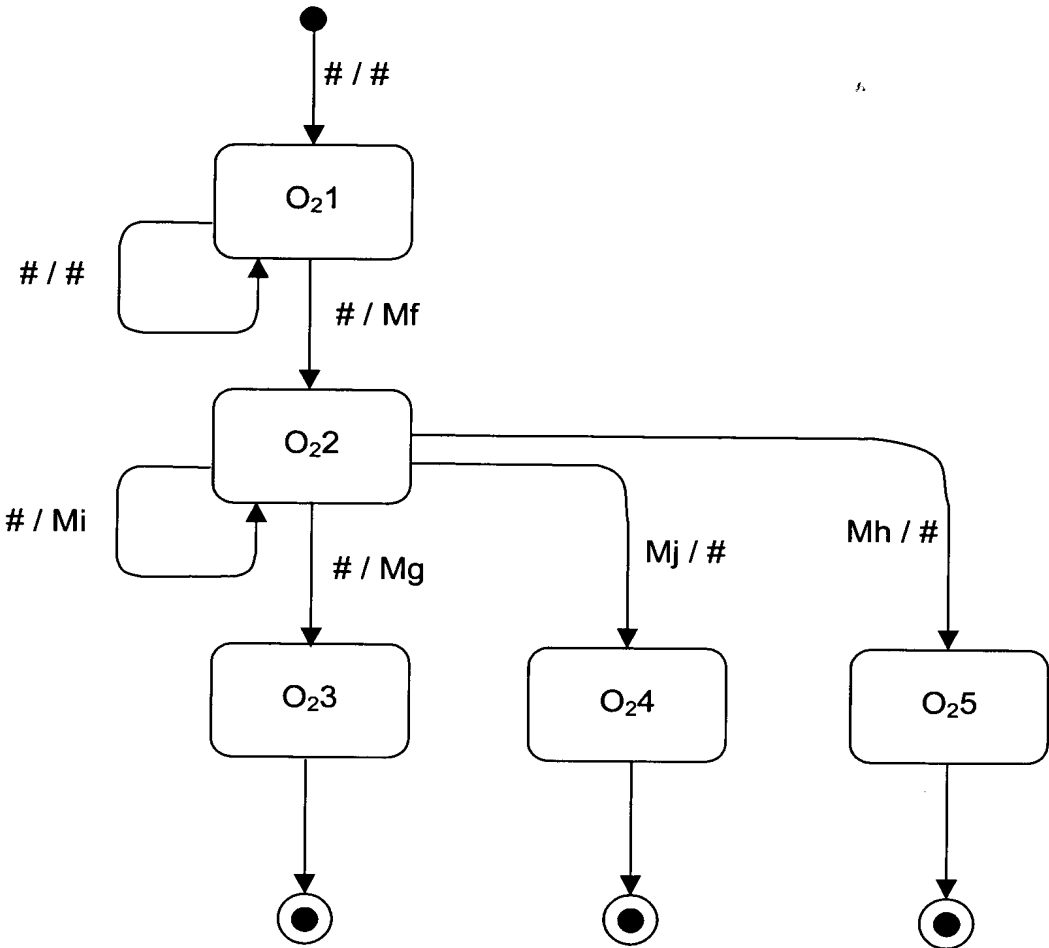 # / #
O₂1
# / #
# / Mf
O₂2
# / Mi
# / Mg
Mj / #
Mh / #
O₂3
O₂4
O₂5